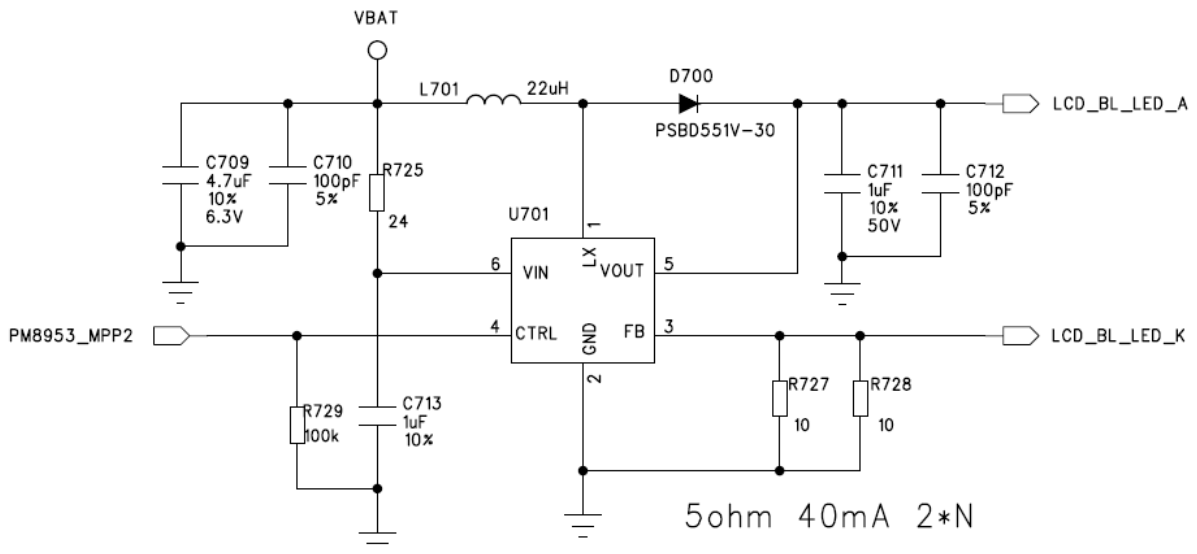 VBAT
L701 22uH
D700
PSBD551V-30
LCD_BL_LED_A
C709
4.7uF
10%
6.3V
C710
100pF
5%
R725
24
C711
1uF
10%
50V
C712
100pF
5%
U701
1
LX
6 VIN
VOUT 5
PM8953_MPP2
4 CTRL
GND
2
FB 3
LCD_BL_LED_K
R729
100k
C713
1uF
10%
R727
10
R728
10
5ohm 40mA 2*N